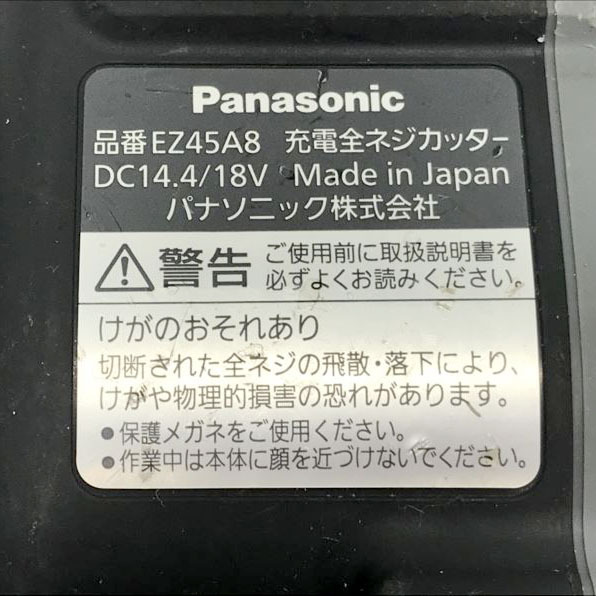 Panasonic
品番 EZ45A8 充電全ネジカッター
DC14.4/18V Made in Japan
パナソニック株式会社
警告 ご使用前に取扱説明書を
必ずよくお読みください。
けがのおそれあり
切断された全ネジの飛散・落下により、
けがや物理的損害の恐れがあります。
●保護メガネをご使用ください。
●作業中は本体に顔を近づけないでください。